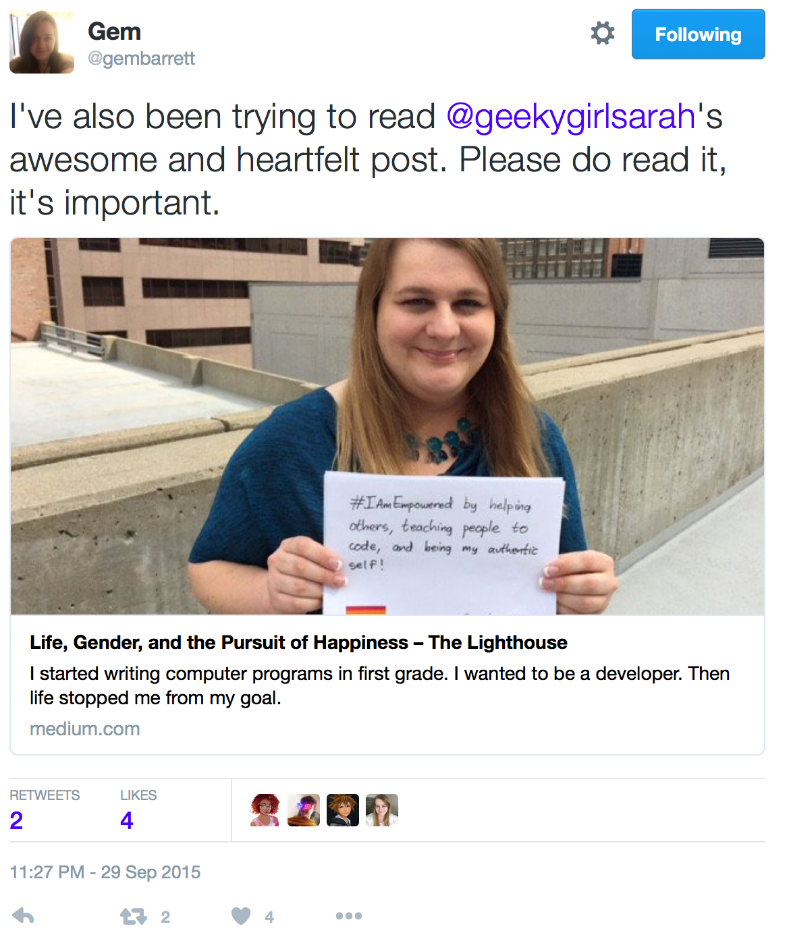 Gem
@gembarrett
Following
I've also been trying to read @geekygirlsarah's
awesome and heartfelt post. Please do read it,
it's important.
#IAmEmpowered by helping
others, teaching people to
code, and being my authentic
self!
Life, Gender, and the Pursuit of Happiness – The Lighthouse
I started writing computer programs in first grade. I wanted to be a developer. Then
life stopped me from my goal.
medium.com
RETWEETS LIKES
2 4
11:27 PM - 29 Sep 2015
2 4